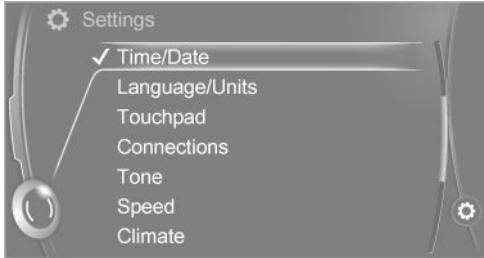 Settings
Time/Date
Language/Units
Touchpad
Connections
Tone
Speed
Climate